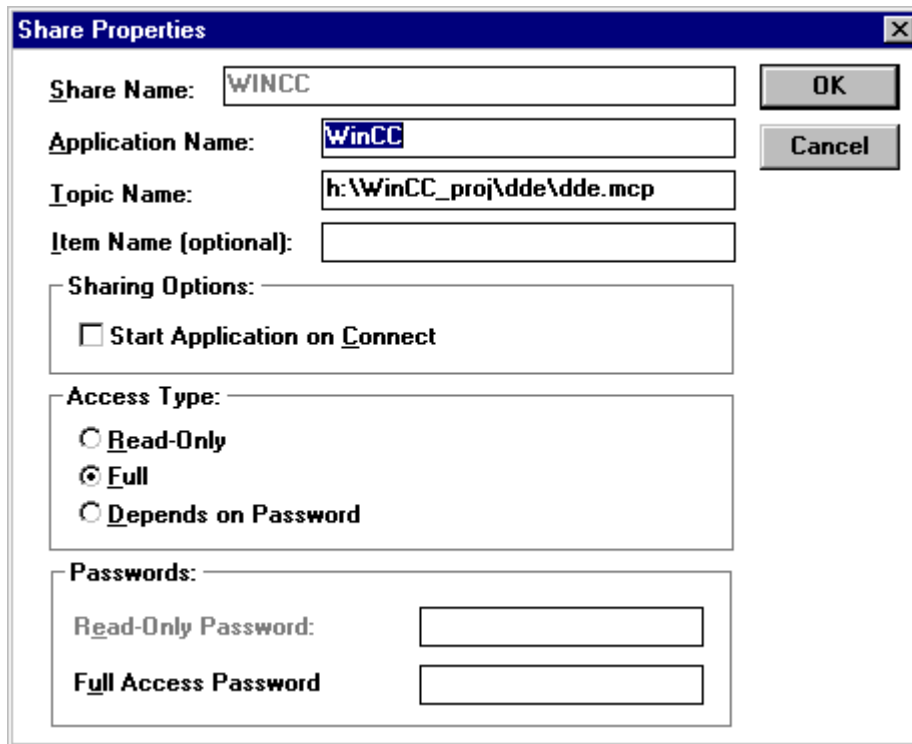 Share Properties
Share Name: WINCC
OK
Application Name: WinCC
Cancel
Topic Name: h:\WinCC_proj\dde\dde.mcp
Item Name (optional):
Sharing Options:
Start Application on Connect
Access Type:
Read-Only
Full
Depends on Password
Passwords:
Read-Only Password:
Full Access Password